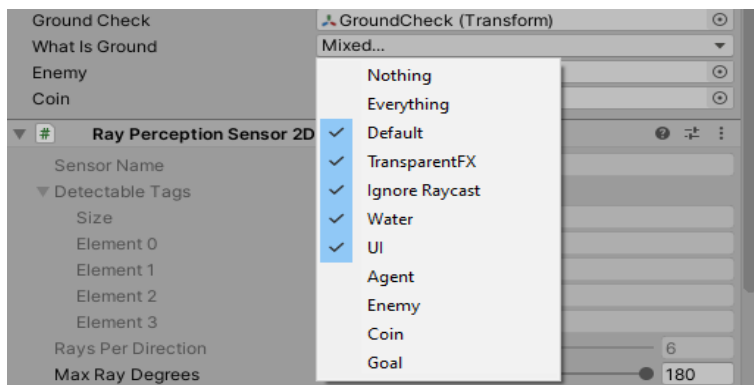 Ground Check GroundCheck (Transform)
What Is Ground Mixed...
Enemy
Coin
Nothing
Everything
Default
TransparentFX
Ignore Raycast
Water
UI
Agent
Enemy
Coin
Goal
# Ray Perception Sensor 2D
Sensor Name
Detectable Tags
Size
Element 0
Element 1
Element 2
Element 3
Rays Per Direction 6
Max Ray Degrees 180